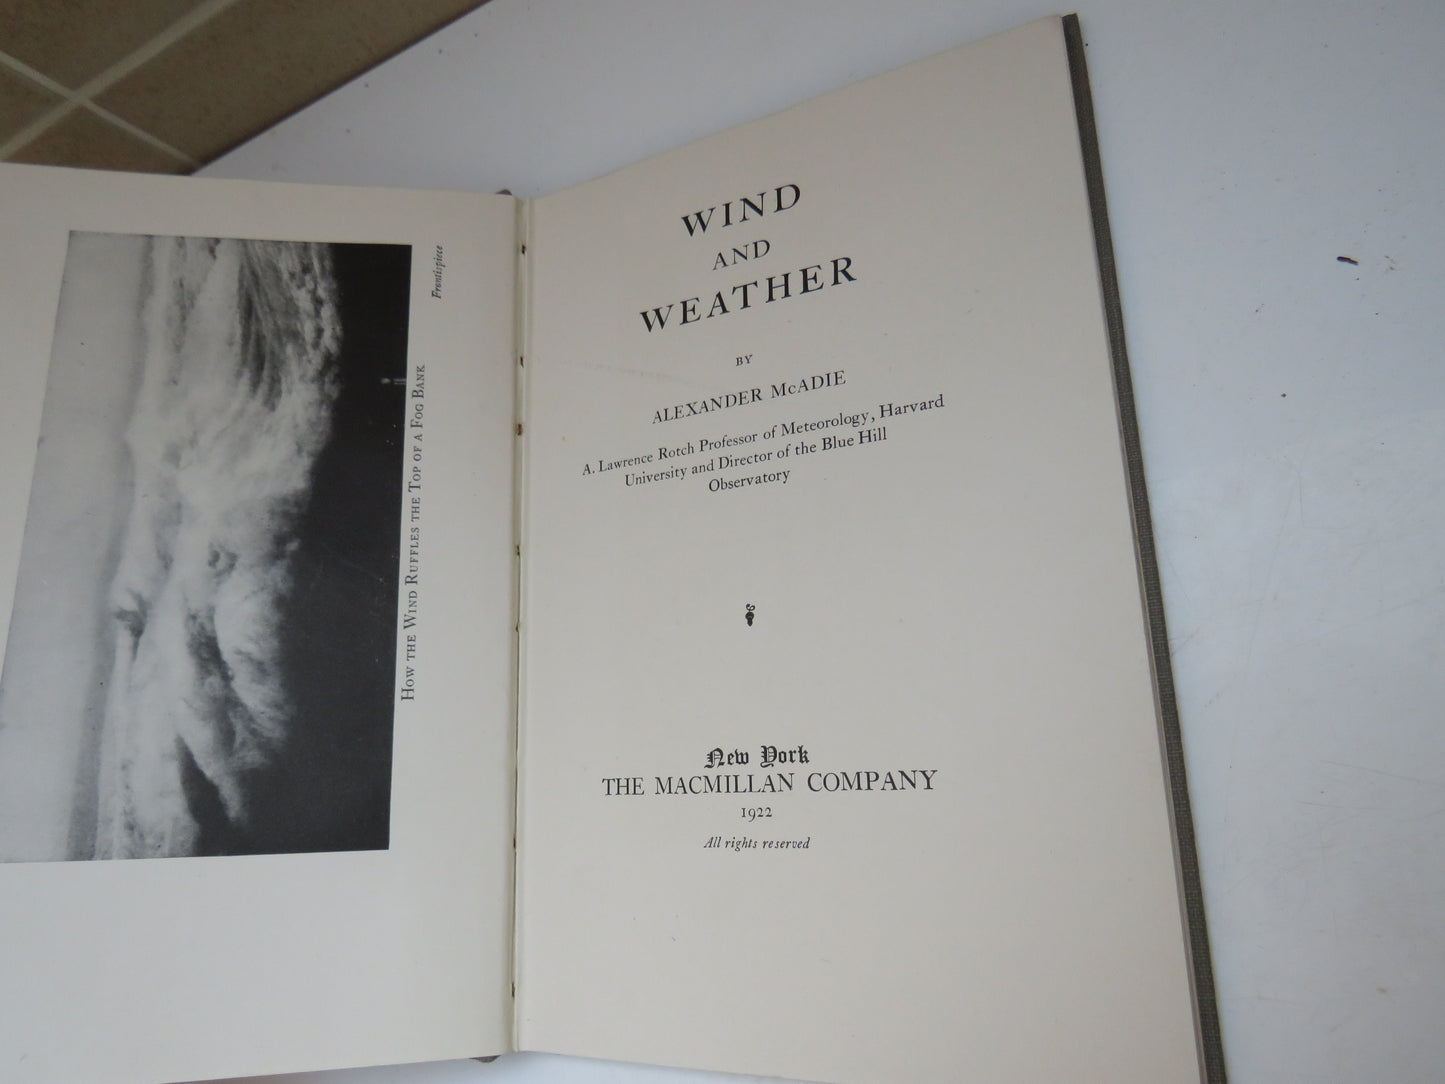 Frontispiece
How the Wind Ruffles the Top of a Fog Bank
WIND
AND
WEATHER
BY
ALEXANDER McADIE
A. Lawrence Rotch Professor of Meteorology, Harvard
University and Director of the Blue Hill
Observatory
New York
THE MACMILLAN COMPANY
1922
All rights reserved